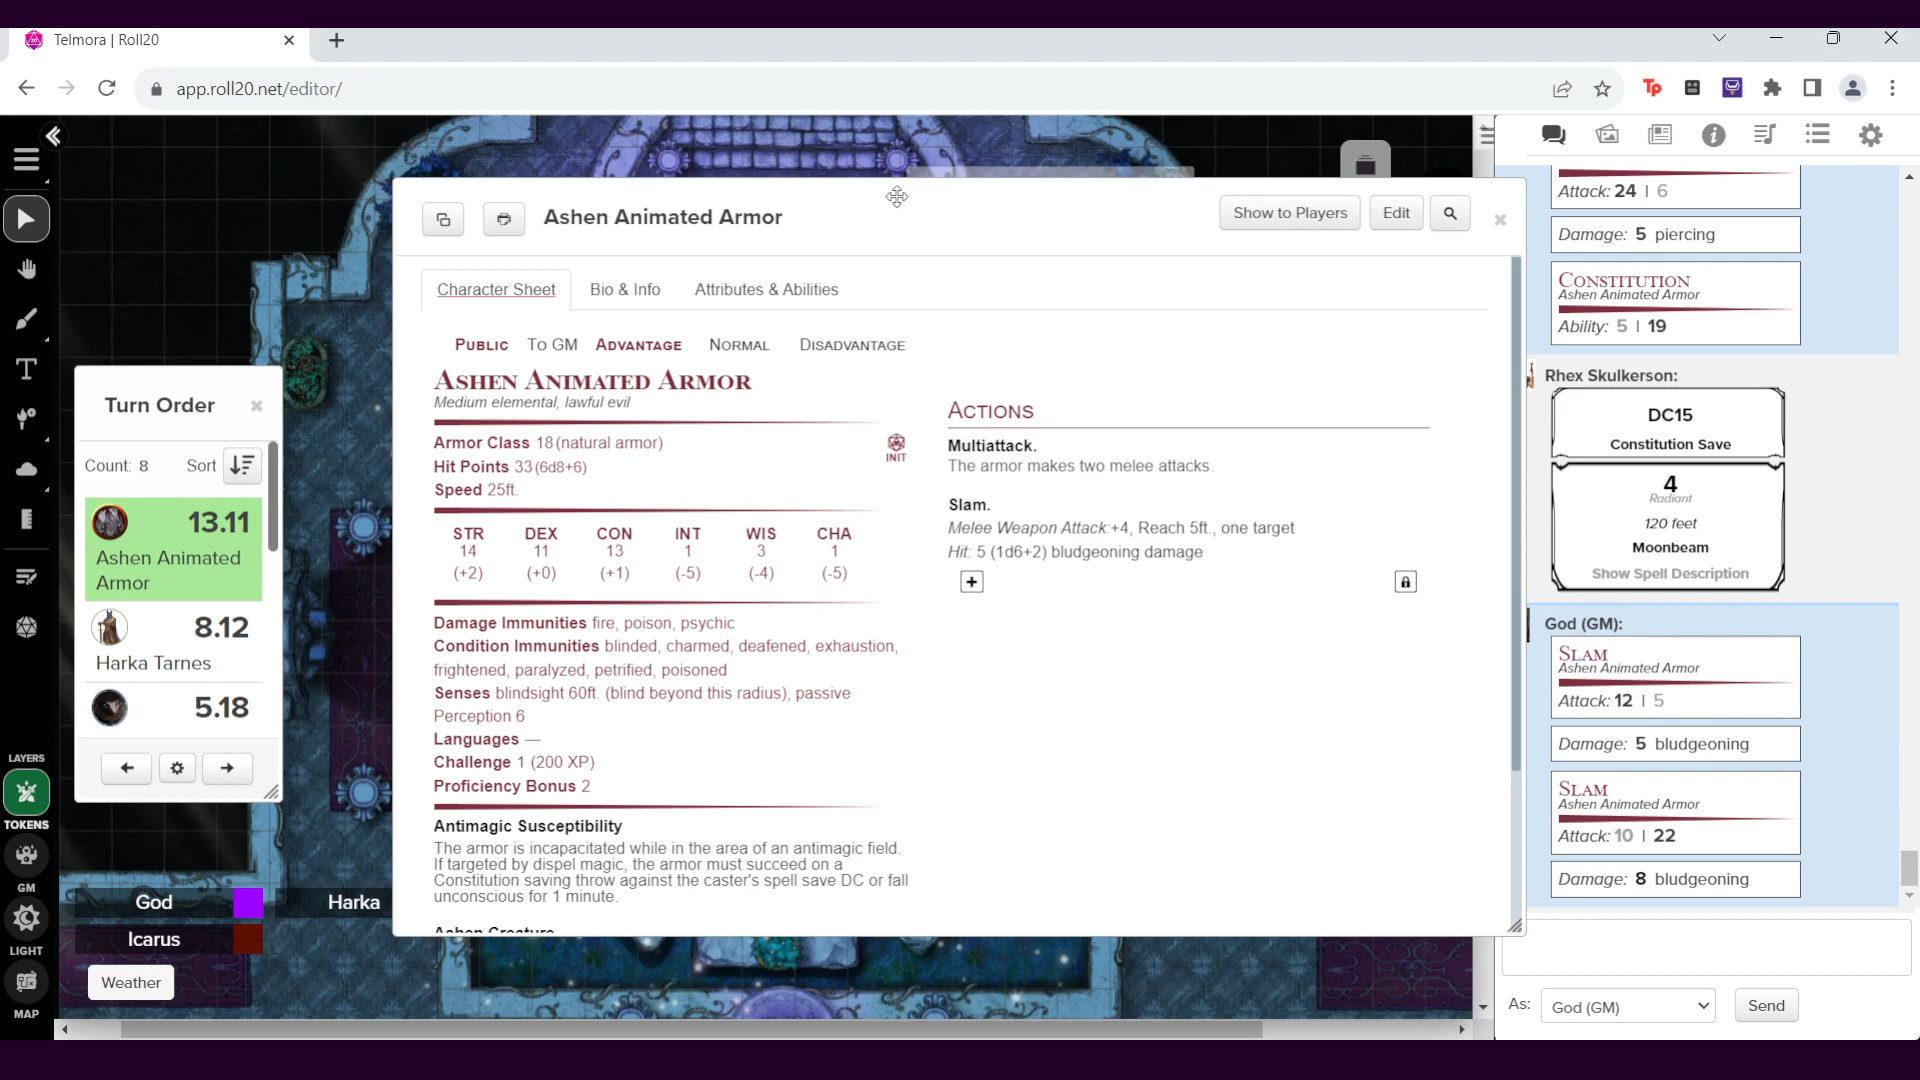 Telmora | Roll20
app.roll20.net/editor/
Ashen Animated Armor
Show to Players
Edit
Character Sheet
Bio & Info
Attributes & Abilities
PUBLIC TO GM ADVANTAGE NORMAL DISADVANTAGE
ASHEN ANIMATED ARMOR
Medium elemental, lawful evil
Armor Class 18 (natural armor)
INIT
Hit Points 33 (6d8+6)
Speed 25ft.
STR DEX CON INT WIS CHA
14 11 13 1 3 1
(+2) (+0) (+1) (-5) (-4) (-5)
Damage Immunities fire, poison, psychic
Condition Immunities blinded, charmed, deafened, exhaustion,
frightened, paralyzed, petrified, poisoned
Senses blindsight 60ft. (blind beyond this radius), passive
Perception 6
Languages —
Challenge 1 (200 XP)
Proficiency Bonus 2
Antimagic Susceptibility
The armor is incapacitated while in the area of an antimagic field.
If targeted by dispel magic, the armor must succeed on a
Constitution saving throw against the caster's spell save DC or fall
unconscious for 1 minute.
Ashen Creature
ACTIONS
Multiattack.
The armor makes two melee attacks.
Slam.
Melee Weapon Attack:+4, Reach 5ft., one target
Hit: 5 (1d6+2) bludgeoning damage
Turn Order
Count: 8 Sort
13.11
Ashen Animated
Armor
8.12
Harka Tarnes
5.18
LAYERS
TOKENS
GM
LIGHT
MAP
God
Harka
Icarus
Weather
Attack: 24 | 6
Damage: 5 piercing
CONSTITUTION
Ashen Animated Armor
Ability: 5 | 19
Rhex Skulkerson:
DC15
Constitution Save
4
Radiant
120 feet
Moonbeam
Show Spell Description
God (GM):
SLAM
Ashen Animated Armor
Attack: 12 | 5
Damage: 5 bludgeoning
SLAM
Ashen Animated Armor
Attack: 10 | 22
Damage: 8 bludgeoning
As: God (GM) Send